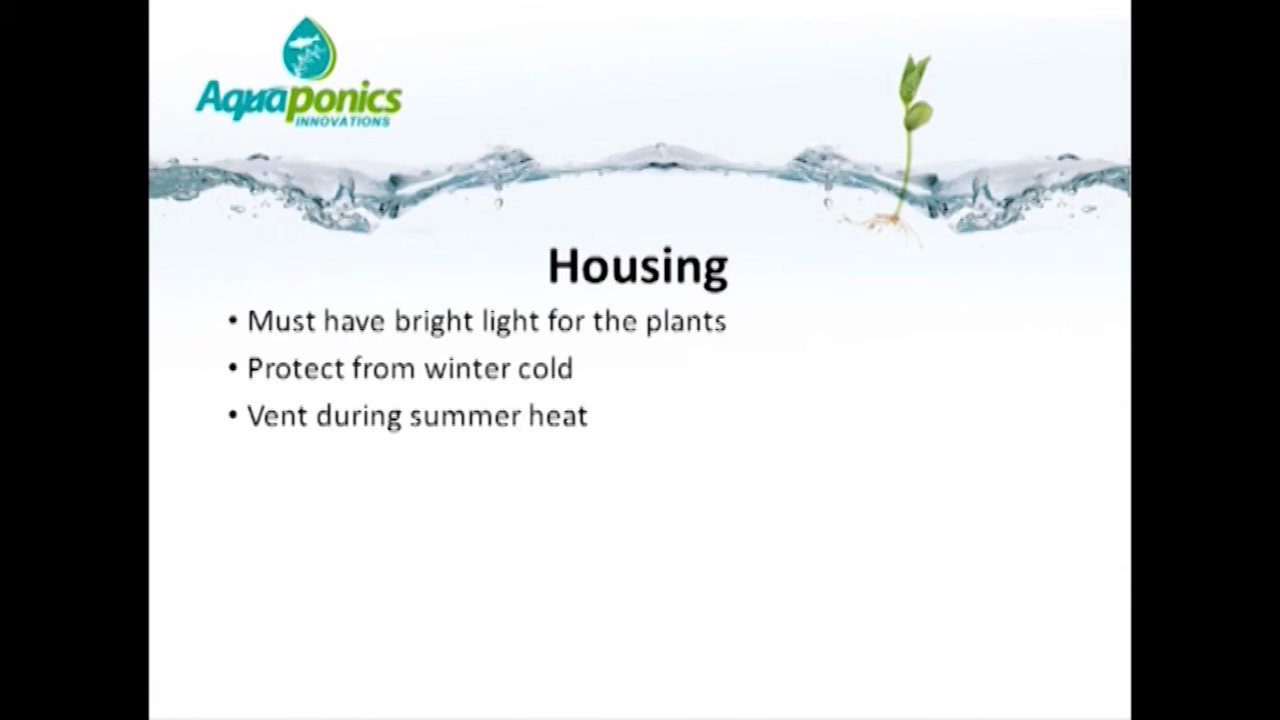 Aquaponics
INNOVATIONS
Housing
• Must have bright light for the plants
• Protect from winter cold
• Vent during summer heat